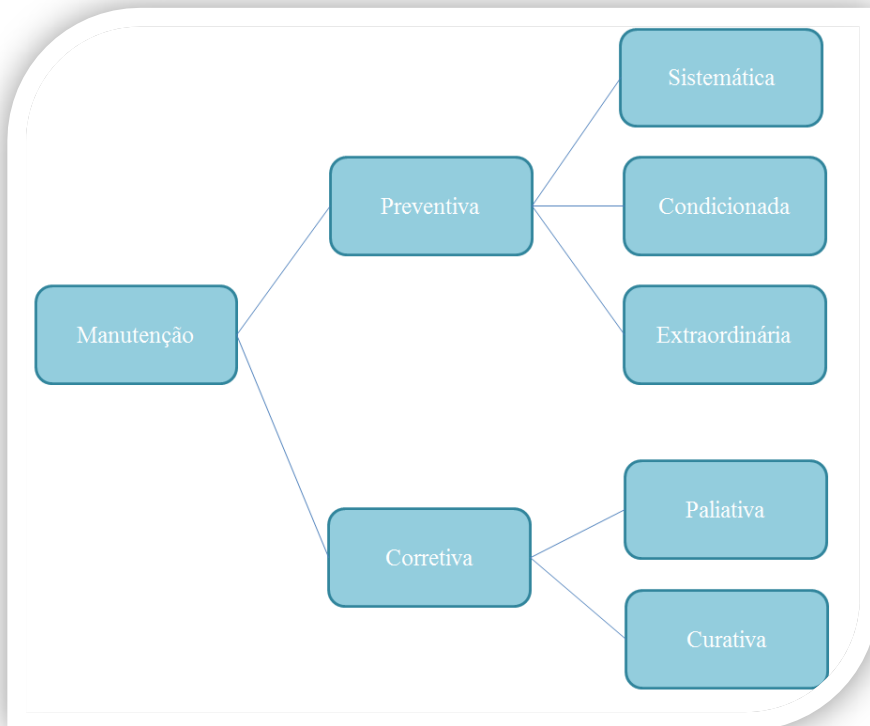 Manutenção
Preventiva
Sistemática
Condicionada
Extraordinária
Corretiva
Paliativa
Curativa